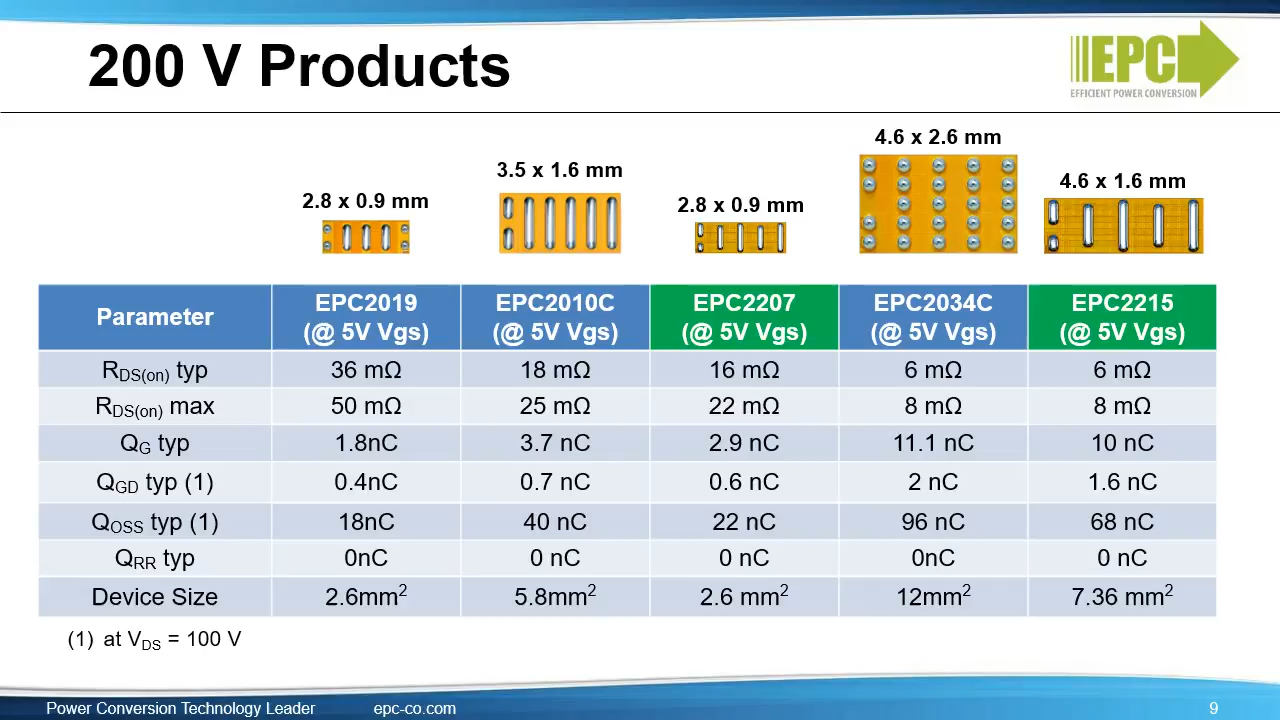 200 V Products
EPC
EFFICIENT POWER CONVERSION
2.8 x 0.9 mm
3.5 x 1.6 mm
2.8 x 0.9 mm
4.6 x 2.6 mm
4.6 x 1.6 mm
Parameter EPC2019 (@ 5V Vgs) EPC2010C (@ 5V Vgs) EPC2207 (@ 5V Vgs) EPC2034C (@ 5V Vgs) EPC2215 (@ 5V Vgs)
RDS(on) typ 36 mΩ 18 mΩ 16 mΩ 6 mΩ 6 mΩ
RDS(on) max 50 mΩ 25 mΩ 22 mΩ 8 mΩ 8 mΩ
QG typ 1.8nC 3.7 nC 2.9 nC 11.1 nC 10 nC
QGD typ (1) 0.4nC 0.7 nC 0.6 nC 2 nC 1.6 nC
QOSS typ (1) 18nC 40 nC 22 nC 96 nC 68 nC
QRR typ 0nC 0 nC 0 nC 0nC 0 nC
Device Size 2.6mm² 5.8mm² 2.6 mm² 12mm² 7.36 mm²
(1) at VDS = 100 V
Power Conversion Technology Leader epc-co.com 9